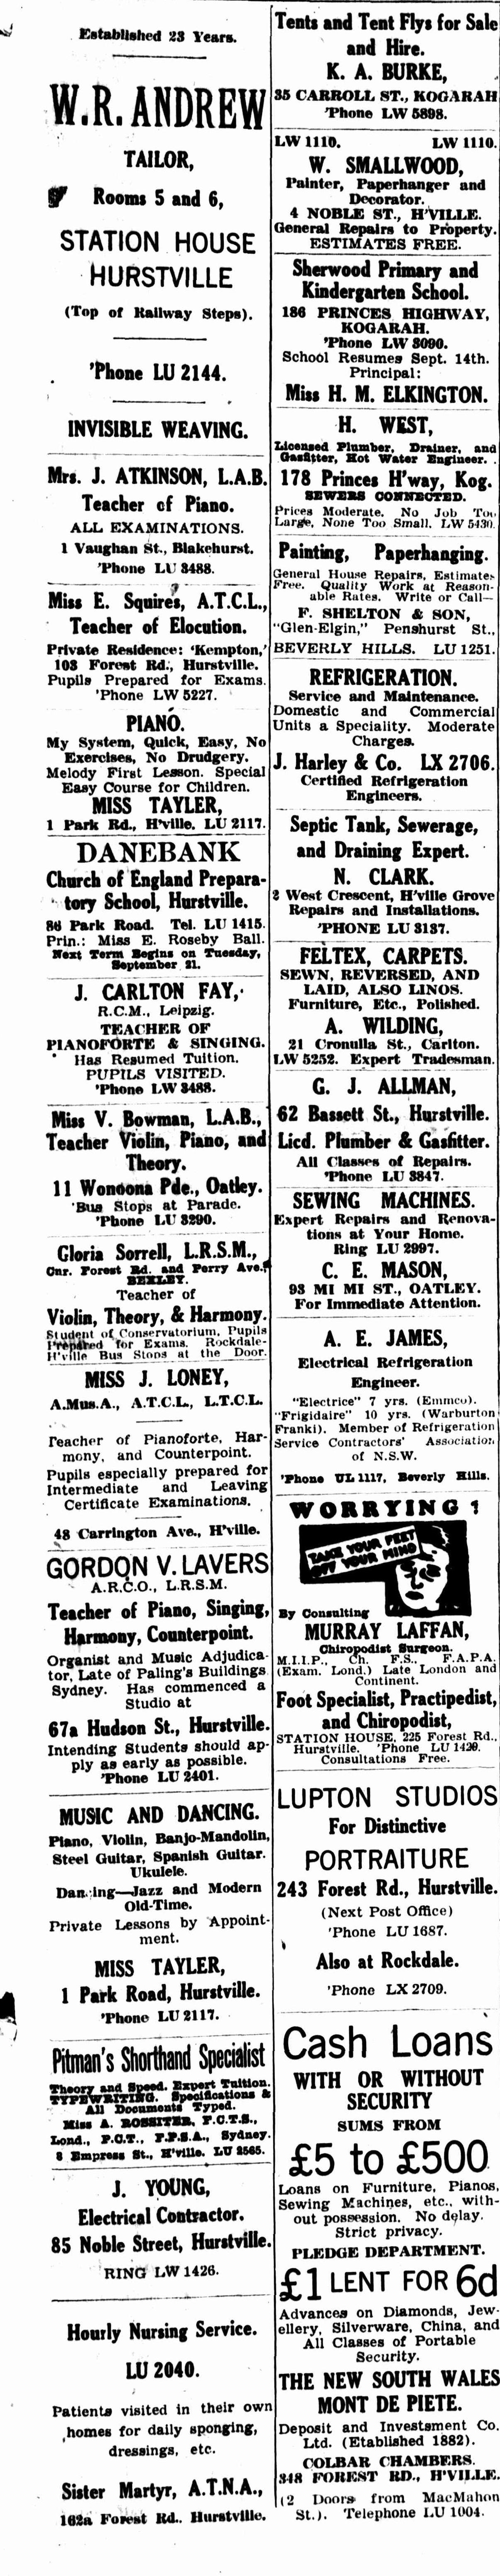 Established 23 Years.
W.R. ANDREW
TAILOR,
Rooms 5 and 6,
STATION HOUSE
HURSTVILLE
(Top of Railway Steps).
'Phone LU 2144.
INVISIBLE WEAVING.
Mrs. J. ATKINSON, L.A.B.
Teacher of Piano.
ALL EXAMINATIONS.
1 Vaughan St., Blakehurst.
'Phone LU 3488.
Miss E. Squires, A.T.C.L.,
Teacher of Elocution.
Private Residence: 'Kempton,'
103 Forest Rd., Hurstville.
Pupils Prepared for Exams.
'Phone LW 5227.
PIANO.
My System, Quick, Easy, No
Exercises, No Drudgery.
Melody First Lesson. Special
Easy Course for Children.
MISS TAYLER,
1 Park Rd., H'ville. LU 2117.
DANEBANK
Church of England Prepara-
tory School, Hurstville.
86 Park Road. Tel. LU 1415.
Prin.: Miss E. Roseby Ball.
Next Term Begins on Tuesday,
September 21.
J. CARLTON FAY,
R.C.M., Leipzig.
TEACHER OF
PIANOFORTE & SINGING.
Has Resumed Tuition.
PUPILS VISITED.
'Phone LW 3488.
Miss V. Bowman, L.A.B.,
Teacher Violin, Piano, and
Theory.
11 Wonoona Pde., Oatley.
'Bus Stops at Parade.
'Phone LU 3290.
Gloria Sorrell, L.R.S.M.,
Cnr. Forest Rd. and Perry Ave.,
BEXLEY.
Teacher of
Violin, Theory, & Harmony.
Student of Conservatorium. Pupils
Prepared for Exams. Rockdale-
H'ville Bus Stops at the Door.
MISS J. LONEY,
A.Mus.A., A.T.C.L., L.T.C.L.
Teacher of Pianoforte, Har-
mony, and Counterpoint.
Pupils especially prepared for
Intermediate and Leaving
Certificate Examinations.
43 Carrington Ave., H'ville.
GORDON V. LAVERS
A.R.C.O., L.R.S.M.
Teacher of Piano, Singing,
Harmony, Counterpoint.
Organist and Music Adjudica-
tor, Late of Paling's Buildings
Sydney. Has commenced a
Studio at
67a Hudson St., Hurstville.
Intending Students should ap-
ply as early as possible.
'Phone LU 2401.
MUSIC AND DANCING.
Piano, Violin, Banjo-Mandolin,
Steel Guitar, Spanish Guitar.
Ukulele.
Dancing—Jazz and Modern
Old-Time.
Private Lessons by Appoint-
ment.
MISS TAYLER,
1 Park Road, Hurstville.
'Phone LU 2117.
Pitman's Shorthand Specialist
Theory and Speed. Expert Tuition.
TYPEWRITING. Specifications &
All Documents Typed.
Miss A. ROSSITER, F.C.T.S.,
Lond., P.C.T., F.P.S.A., Sydney.
8 Empress St., H'ville. LU 2565.
J. YOUNG,
Electrical Contractor.
85 Noble Street, Hurstville.
RING LW 1426.
Hourly Nursing Service.
LU 2040.
Patients visited in their own
homes for daily sponging,
dressings, etc.
Sister Martyr, A.T.N.A.,
162a Forest Rd., Hurstville.
Tents and Tent Flys for Sale
and Hire.
K. A. BURKE,
35 CARROLL ST., KOGARAH
'Phone LW 5898.
LW 1110. LW 1110.
W. SMALLWOOD,
Painter, Paperhanger and
Decorator.
4 NOBLE ST., H'VILLE.
General Repairs to Property.
ESTIMATES FREE.
Sherwood Primary and
Kindergarten School.
186 PRINCES HIGHWAY,
KOGARAH.
'Phone LW 3090.
School Resumes Sept. 14th.
Principal:
Miss H. M. ELKINGTON.
H. WEST,
Licensed Plumber, Drainer, and
Gasfitter, Hot Water Engineer.
178 Princes H'way, Kog.
SEWERS CONNECTED.
Prices Moderate. No Job Too
Large, None Too Small. LW 5430.
Painting, Paperhanging.
General House Repairs, Estimates
Free. Quality Work at Reason-
able Rates. Write or Call—
F. SHELTON & SON,
"Glen-Elgin," Penshurst St.,
BEVERLY HILLS. LU 1251.
REFRIGERATION.
Service and Maintenance.
Domestic and Commercial
Units a Speciality. Moderate
Charges.
J. Harley & Co. LX 2706.
Certified Refrigeration
Engineers.
Septic Tank, Sewerage,
and Draining Expert.
N. CLARK.
2 West Crescent, H'ville Grove
Repairs and Installations.
'PHONE LU 3137.
FELTEX, CARPETS.
SEWN, REVERSED, AND
LAID, ALSO LINOS.
Furniture, Etc., Polished.
A. WILDING,
21 Cronulla St., Carlton.
LW 5252. Expert Tradesman.
G. J. ALLMAN,
62 Bassett St., Hurstville.
Licd. Plumber & Gasfitter.
All Classes of Repairs.
'Phone LU 3847.
SEWING MACHINES.
Expert Repairs and Renova-
tions at Your Home.
Ring LU 2997.
C. E. MASON,
93 MI MI ST., OATLEY.
For Immediate Attention.
A. E. JAMES,
Electrical Refrigeration
Engineer.
"Electrice" 7 yrs. (Emmco).
"Frigidaire" 10 yrs. (Warburton
Franki). Member of Refrigeration
Service Contractors' Association
of N.S.W.
'Phone UL 1117, Beverly Hills.
WORRYING ?
TAKE YOUR FEET
OFF YOUR MIND
By Consulting
MURRAY LAFFAN,
Chiropodist Surgeon.
M.I.I.P., Ch. F.S., F.A.P.A.
(Exam. Lond.) Late London and
Continent.
Foot Specialist, Practipedist,
and Chiropodist,
STATION HOUSE, 225 Forest Rd.,
Hurstville. 'Phone LU 1420.
Consultations Free.
LUPTON STUDIOS
For Distinctive
PORTRAITURE
243 Forest Rd., Hurstville.
(Next Post Office)
'Phone LU 1687.
Also at Rockdale.
'Phone LX 2709.
Cash Loans
WITH OR WITHOUT
SECURITY
SUMS FROM
£5 to £500
Loans on Furniture, Pianos,
Sewing Machines, etc., with-
out possession. No delay.
Strict privacy.
PLEDGE DEPARTMENT.
£1 LENT FOR 6d
Advances on Diamonds, Jew-
ellery, Silverware, China, and
All Classes of Portable
Security.
THE NEW SOUTH WALES
MONT DE PIETE.
Deposit and Investment Co.
Ltd. (Etablished 1882).
COLBAR CHAMBERS.
348 FOREST RD., H'VILLE.
(2 Doors from MacMahon
St.). Telephone LU 1004.